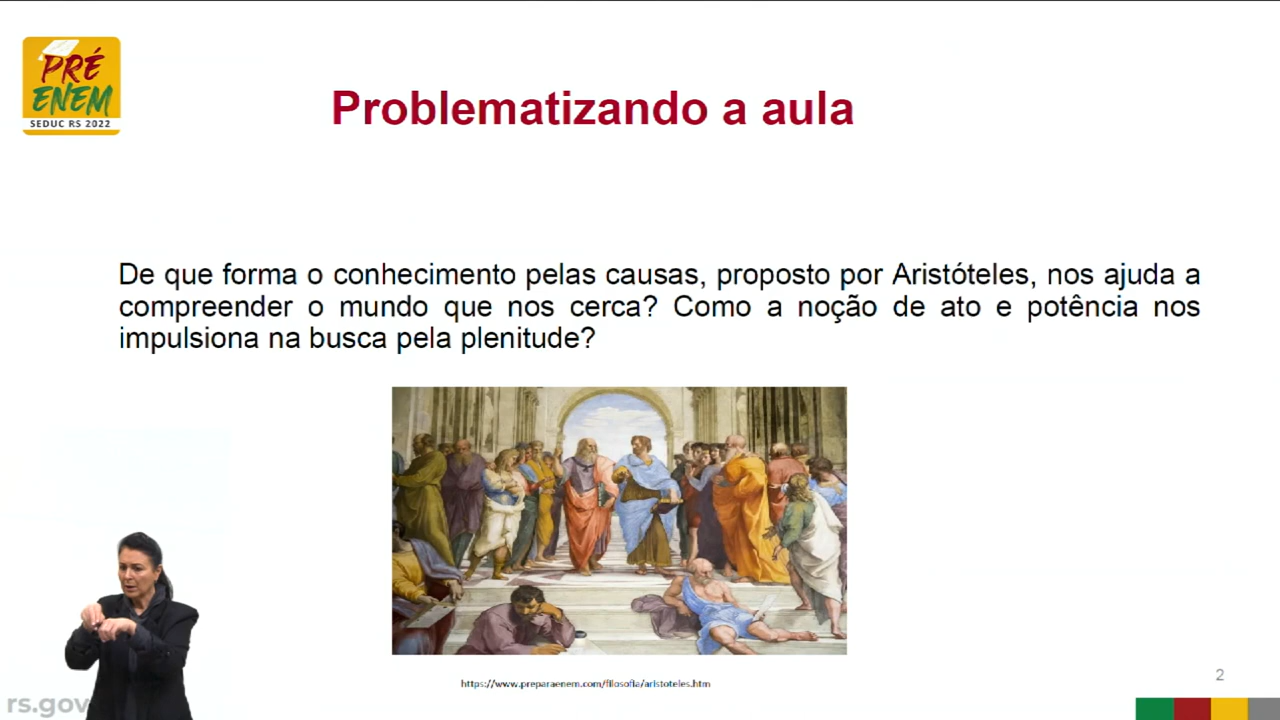 PRÉ
ENEM
SEDUC RS 2022
Problematizando a aula
De que forma o conhecimento pelas causas, proposto por Aristóteles, nos ajuda a
compreender o mundo que nos cerca? Como a noção de ato e potência nos
impulsiona na busca pela plenitude?
https://www.preparaenem.com/filosofia/aristoteles.htm
2
rs.gov